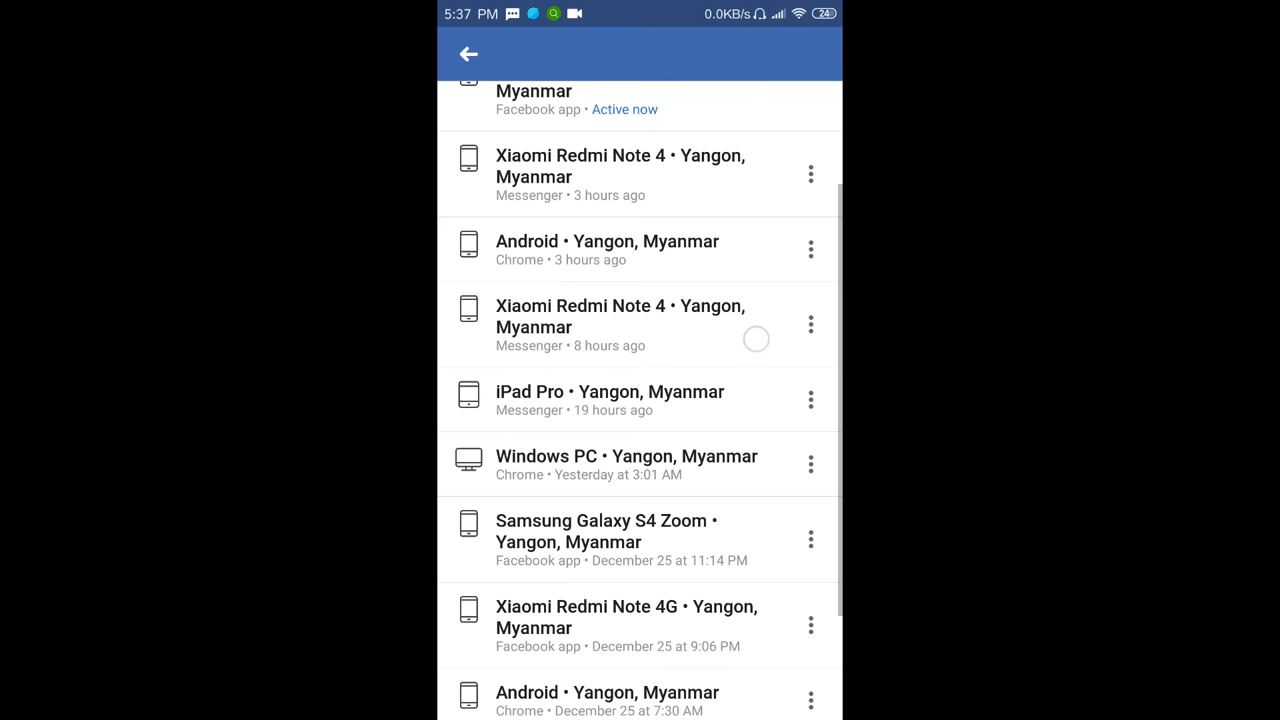 5:37 PM
0.0KB/s
24
Myanmar
Facebook app • Active now
Xiaomi Redmi Note 4 • Yangon,
Myanmar
Messenger • 3 hours ago
Android • Yangon, Myanmar
Chrome • 3 hours ago
Xiaomi Redmi Note 4 • Yangon,
Myanmar
Messenger • 8 hours ago
iPad Pro • Yangon, Myanmar
Messenger • 19 hours ago
Windows PC • Yangon, Myanmar
Chrome • Yesterday at 3:01 AM
Samsung Galaxy S4 Zoom •
Yangon, Myanmar
Facebook app • December 25 at 11:14 PM
Xiaomi Redmi Note 4G • Yangon,
Myanmar
Facebook app • December 25 at 9:06 PM
Android • Yangon, Myanmar
Chrome • December 25 at 7:30 AM